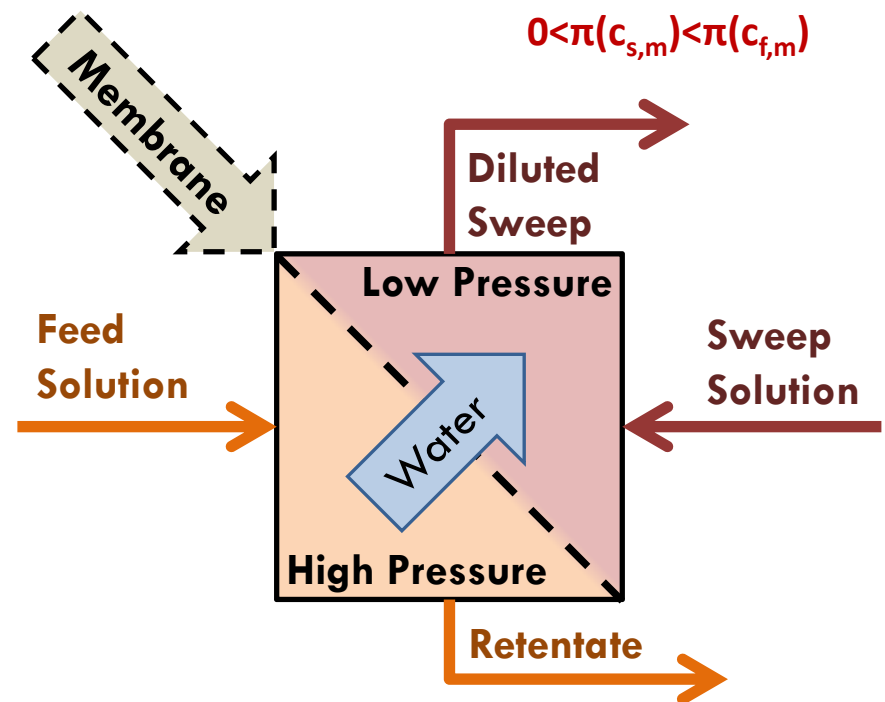 0<π(cs,m)<π(cf,m)
Membrane
Diluted
Sweep
Low Pressure
Feed
Solution
Sweep
Solution
Water
High Pressure
Retentate